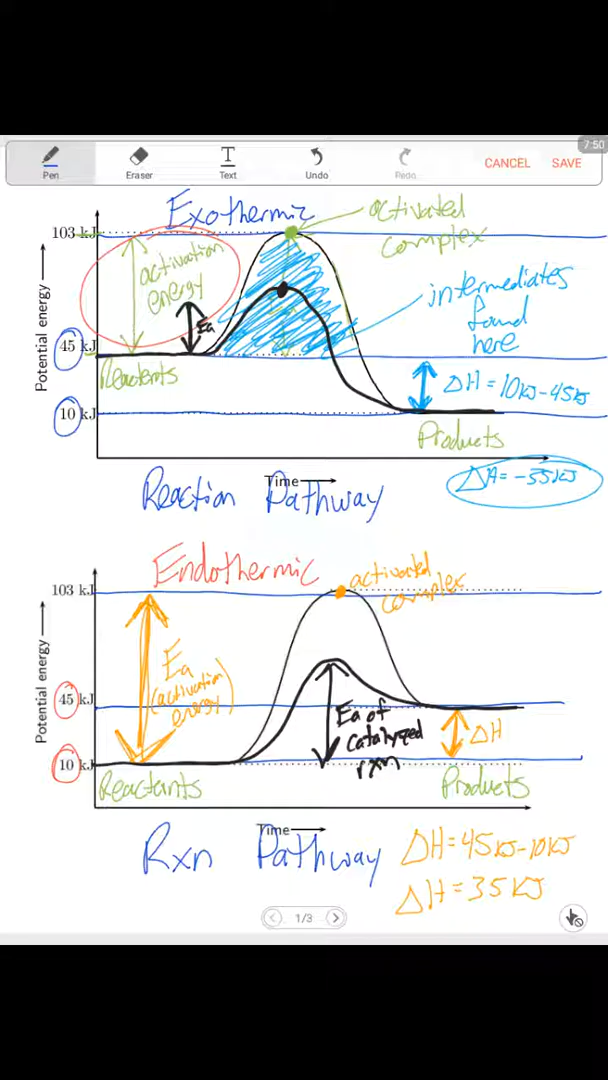 7:50
Pen
Eraser
Text
Undo
Redo
CANCEL
SAVE
Exothermic
activated
complex
103 kJ
activation
energy
Ea
intermediates
found
here
Potential energy
45 kJ
Reactants
ΔH = 10kJ-45kJ
10 kJ
Products
Time
Reaction Pathway
ΔH= -35kJ
Endothermic
activated
complex
103 kJ
Ea
(activation
energy)
Potential energy
45 kJ
Ea of
catalyzed
rxn
ΔH
10 kJ
Reactants
Products
Time
Rxn Pathway
ΔH=45kJ-10kJ
ΔH=35kJ
1/3